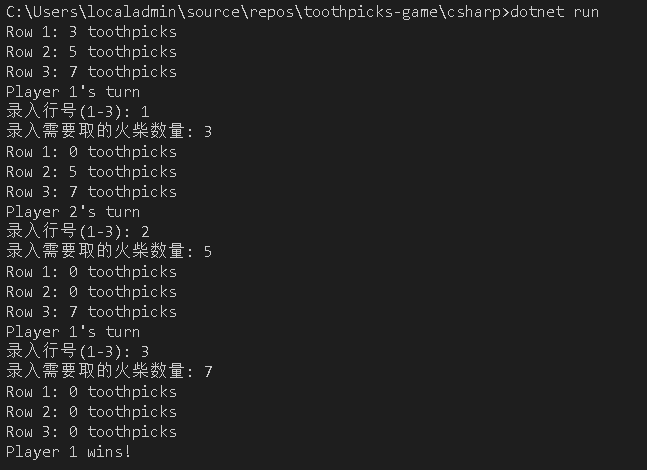 C:\Users\localadmin\source\repos\toothpicks-game\csharp>dotnet run
Row 1: 3 toothpicks
Row 2: 5 toothpicks
Row 3: 7 toothpicks
Player 1's turn
录入行号(1-3): 1
录入需要取的火柴数量: 3
Row 1: 0 toothpicks
Row 2: 5 toothpicks
Row 3: 7 toothpicks
Player 2's turn
录入行号(1-3): 2
录入需要取的火柴数量: 5
Row 1: 0 toothpicks
Row 2: 0 toothpicks
Row 3: 7 toothpicks
Player 1's turn
录入行号(1-3): 3
录入需要取的火柴数量: 7
Row 1: 0 toothpicks
Row 2: 0 toothpicks
Row 3: 0 toothpicks
Player 1 wins!